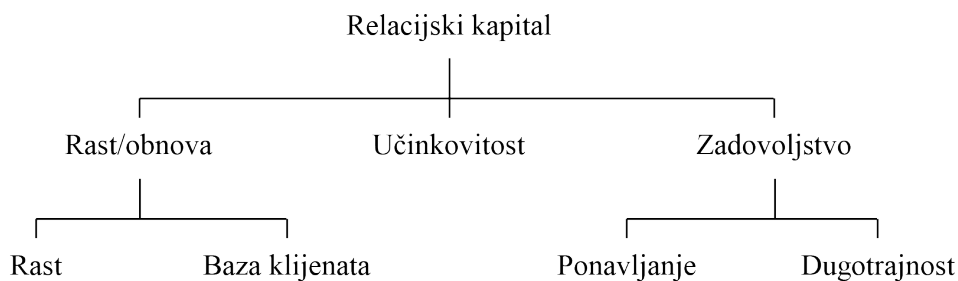 Relacijski kapital
Rast/obnova
Učinkovitost
Zadovoljstvo
Rast
Baza klijenata
Ponavljanje
Dugotrajnost